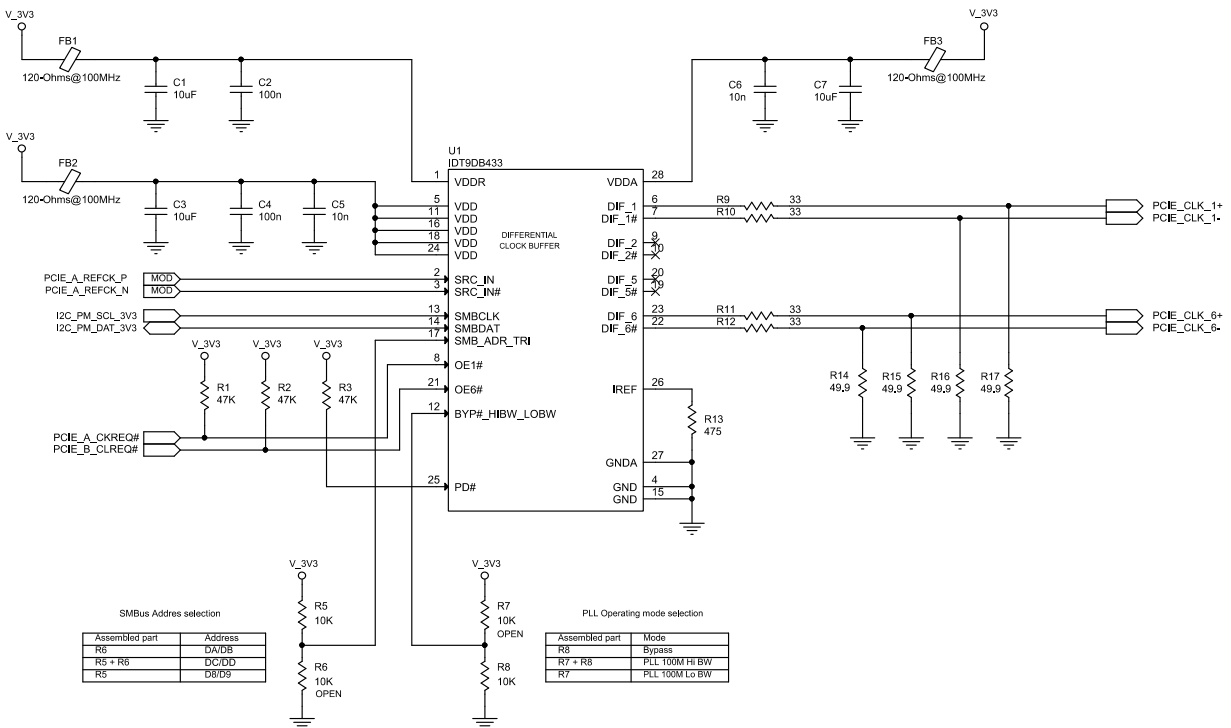 V_3V3
FB1
120-Ohms@100MHz
C1
10uF
C2
100n
V_3V3
FB3
120-Ohms@100MHz
C6
10n
C7
10uF
V_3V3
FB2
120-Ohms@100MHz
C3
10uF
C4
100n
C5
10n
U1
IDT9DB433
DIFFERENTIAL
CLOCK BUFFER
1 VDDR
5 VDD
11 VDD
16 VDD
18 VDD
24 VDD
2 SRC_IN
3 SRC_IN#
13 SMBCLK
14 SMBDAT
17 SMB_ADR_TRI
8 OE1#
21 OE6#
12 BYP#_HIBW_LOBW
25 PD#
VDDA 28
DIF_1 6
DIF_1# 7
DIF_2 9
DIF_2# 10
DIF_5 20
DIF_5# 19
DIF_6 23
DIF_6# 22
IREF 26
GNDA 27
GND 4
GND 15
PCIE_A_REFCK_P MOD
PCIE_A_REFCK_N MOD
I2C_PM_SCL_3V3
I2C_PM_DAT_3V3
V_3V3 V_3V3 V_3V3
R1
47K
R2
47K
R3
47K
PCIE_A_CKREQ#
PCIE_B_CLREQ#
R9 33 PCIE_CLK_1+
R10 33 PCIE_CLK_1-
R11 33 PCIE_CLK_6+
R12 33 PCIE_CLK_6-
R14
49.9
R15
49.9
R16
49.9
R17
49.9
R13
475
V_3V3
R5
10K
R6
10K
OPEN
V_3V3
R7
10K
OPEN
R8
10K
SMBus Addres selection
Assembled part Address
R6 DA/DB
R5 + R6 DC/DD
R5 D8/D9
PLL Operating mode selection
Assembled part Mode
R8 Bypass
R7 + R8 PLL 100M Hi BW
R7 PLL 100M Lo BW